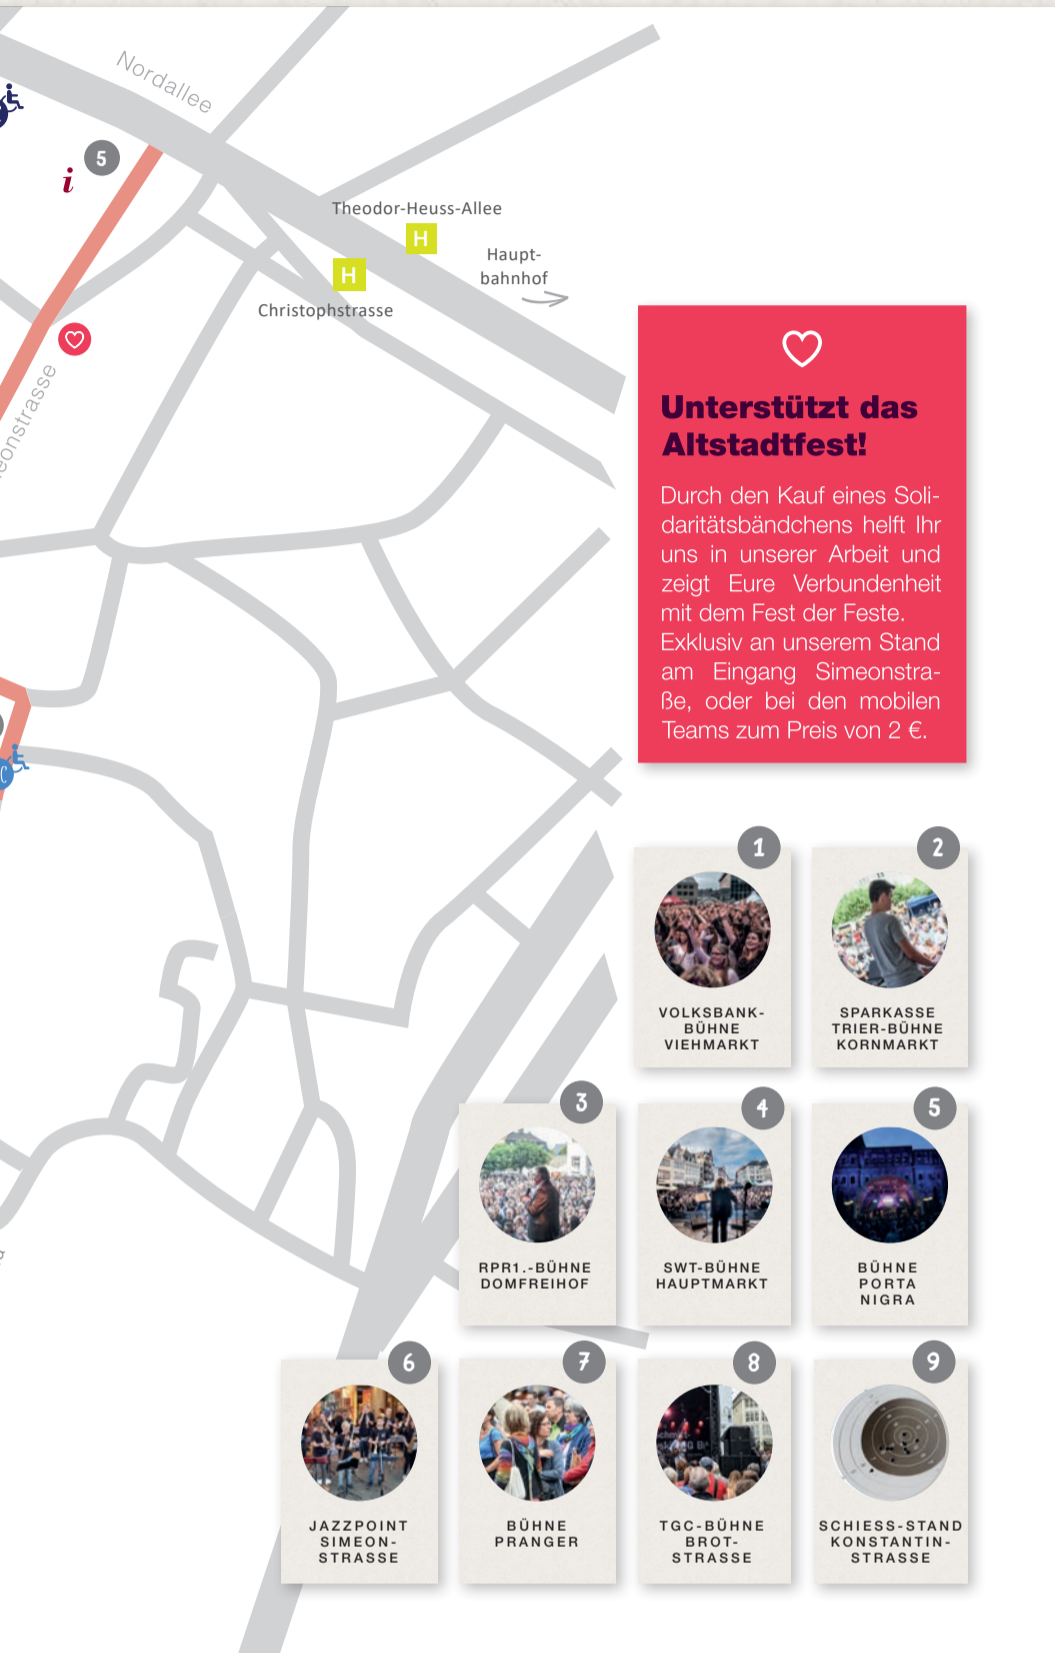 Nordallee
5
i
Theodor-Heuss-Allee
H
Haupt-
bahnhof
H
Christophstrasse
eonstrasse
Unterstützt das
Altstadtfest!
Durch den Kauf eines Soli-
daritätsbändchens helft Ihr
uns in unserer Arbeit und
zeigt Eure Verbundenheit
mit dem Fest der Feste.
Exklusiv an unserem Stand
am Eingang Simeonstra-
ße, oder bei den mobilen
Teams zum Preis von 2 €.
C
1
VOLKSBANK-
BÜHNE
VIEHMARKT
2
SPARKASSE
TRIER-BÜHNE
KORNMARKT
3
RPR1.-BÜHNE
DOMFREIHOF
4
SWT-BÜHNE
HAUPTMARKT
5
BÜHNE
PORTA
NIGRA
6
JAZZPOINT
SIMEON-
STRASSE
7
BÜHNE
PRANGER
8
TGC-BÜHNE
BROT-
STRASSE
9
SCHIESS-STAND
KONSTANTIN-
STRASSE